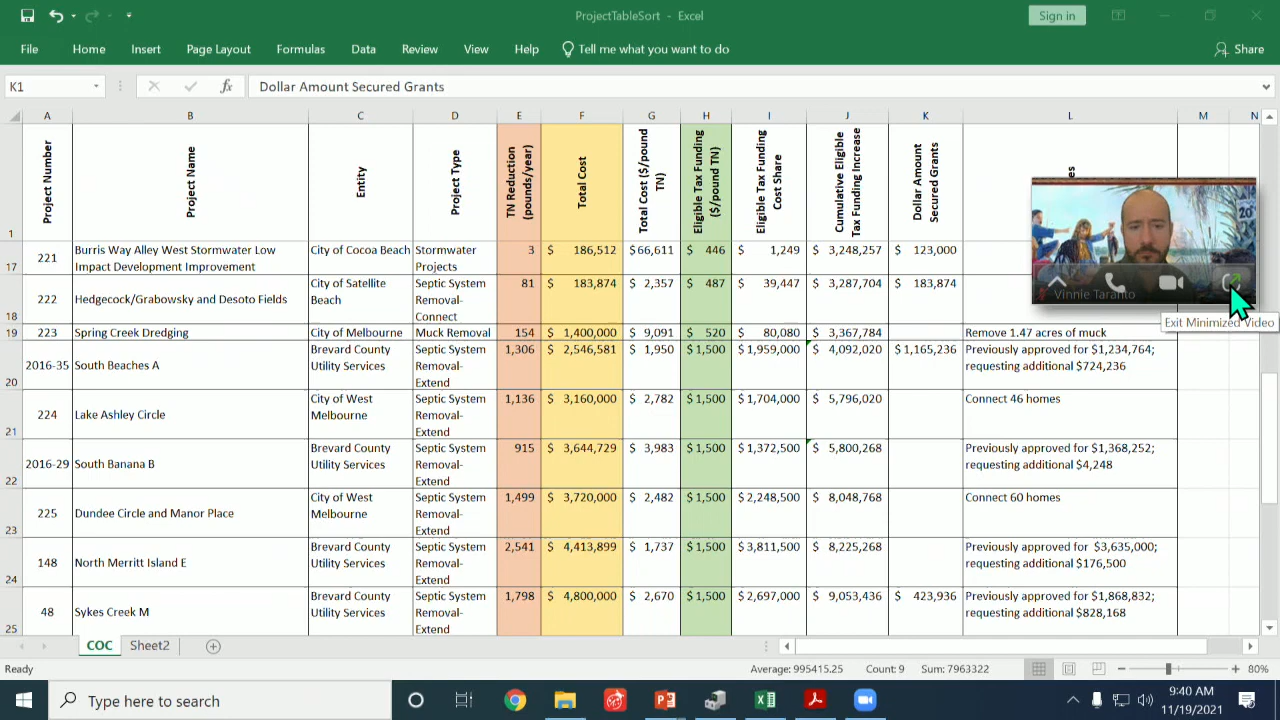 ProjectTableSort - Excel
Sign in
File Home Insert Page Layout Formulas Data Review View Help Tell me what you want to do Share
K1 fx Dollar Amount Secured Grants
A B C D E F G H I J K L M N
1 Project Number Project Name Entity Project Type TN Reduction (pounds/year) Total Cost Total Cost ($/pound TN) Eligible Tax Funding ($/pound TN) Eligible Tax Funding Cost Share Cumulative Eligible Tax Funding Increase Dollar Amount Secured Grants
17 221 Burris Way Alley West Stormwater Low Impact Development Improvement City of Cocoa Beach Stormwater Projects 3 $ 186,512 $66,611 $ 446 $ 1,249 $ 3,248,257 $ 123,000
18 222 Hedgecock/Grabowsky and Desoto Fields City of Satellite Beach Septic System Removal-Connect 81 $ 183,874 $ 2,357 $ 487 $ 39,447 $ 3,287,704 $ 183,874
19 223 Spring Creek Dredging City of Melbourne Muck Removal 154 $ 1,400,000 $ 9,091 $ 520 $ 80,080 $ 3,367,784 Remove 1.47 acres of muck
20 2016-35 South Beaches A Brevard County Utility Services Septic System Removal-Extend 1,306 $ 2,546,581 $ 1,950 $ 1,500 $ 1,959,000 $ 4,092,020 $ 1,165,236 Previously approved for $1,234,764; requesting additional $724,236
21 224 Lake Ashley Circle City of West Melbourne Septic System Removal-Extend 1,136 $ 3,160,000 $ 2,782 $ 1,500 $ 1,704,000 $ 5,796,020 Connect 46 homes
22 2016-29 South Banana B Brevard County Utility Services Septic System Removal-Extend 915 $ 3,644,729 $ 3,983 $ 1,500 $ 1,372,500 $ 5,800,268 Previously approved for $1,368,252; requesting additional $4,248
23 225 Dundee Circle and Manor Place City of West Melbourne Septic System Removal-Extend 1,499 $ 3,720,000 $ 2,482 $ 1,500 $ 2,248,500 $ 8,048,768 Connect 60 homes
24 148 North Merritt Island E Brevard County Utility Services Septic System Removal-Extend 2,541 $ 4,413,899 $ 1,737 $ 1,500 $ 3,811,500 $ 8,225,268 Previously approved for $3,635,000; requesting additional $176,500
25 48 Sykes Creek M Brevard County Utility Services Septic System Removal-Extend 1,798 $ 4,800,000 $ 2,670 $ 1,500 $ 2,697,000 $ 9,053,436 $ 423,936 Previously approved for $1,868,832; requesting additional $828,168
20
Vinnie Taranto
Exit Minimized Video
COC Sheet2
Ready Average: 995415.25 Count: 9 Sum: 7963322 80%
Type here to search
9:40 AM
11/19/2021